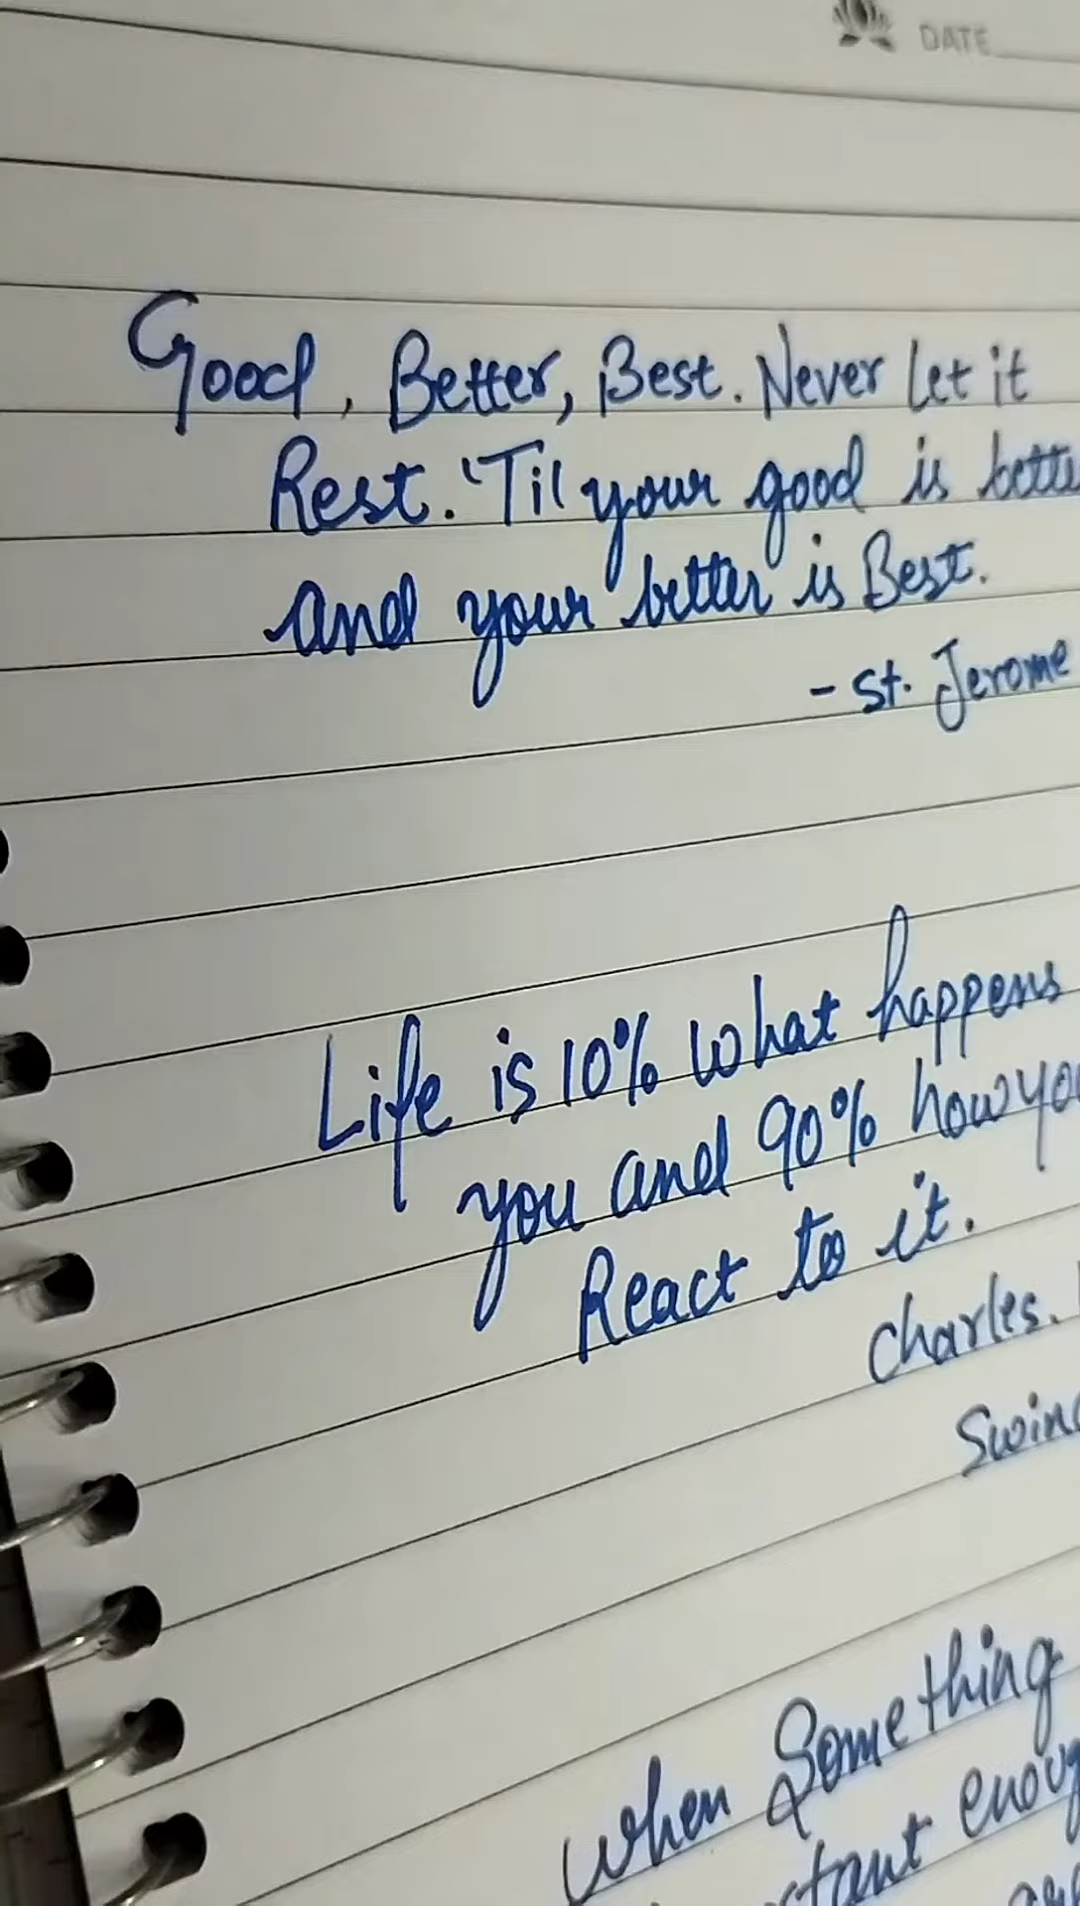 DATE
Good, Better, Best. Never let it
Rest. 'Til your good is
and your better is Best.
- St. Jerome
Life is 10% what happens
you and 90% how
React to it.
Charles.
When Something